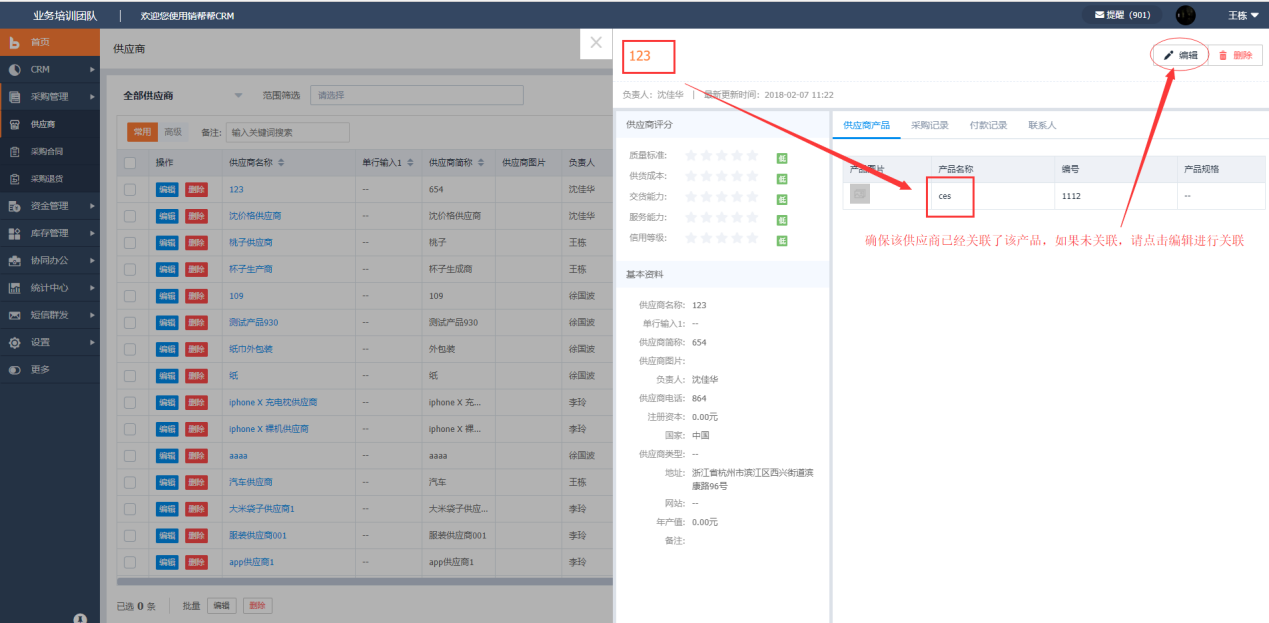 业务培训团队 | 欢迎您使用销帮帮CRM
提醒 (901)
王栋
首页
CRM
采购管理
供应商
采购合同
采购退货
资金管理
库存管理
协同办公
统计中心
短信群发
设置
更多
供应商
全部供应商 范围筛选 请选择
常用 高级 备注: 输入关键词搜索
操作 供应商名称 单行输入1 供应商简称 供应商图片 负责人
编辑 删除 123 -- 654 沈佳华
编辑 删除 沈价格供应商 -- 沈价格供应商 沈佳华
编辑 删除 桃子供应商 -- 桃子 王栋
编辑 删除 杯子生产商 -- 杯子生成商 王栋
编辑 删除 109 -- 109 徐国波
编辑 删除 测试产品930 -- 测试产品930 徐国波
编辑 删除 纸巾外包装 -- 外包装 徐国波
编辑 删除 纸 -- 纸 徐国波
编辑 删除 iphone X 充电枕供应商 -- iphone X 充... 李玲
编辑 删除 iphone X 裸机供应商 -- iphone X 裸... 李玲
编辑 删除 aaaa -- aaaa 徐国波
编辑 删除 汽车供应商 -- 汽车 王栋
编辑 删除 大米袋子供应商1 -- 大米袋子供应... 李玲
编辑 删除 服装供应商001 -- 服装供应商001 李玲
编辑 删除 app供应商1 -- app供应商1 李玲
已选 0 条 批量 编辑 删除
123
编辑 删除
负责人: 沈佳华 | 最新更新时间: 2018-02-07 11:22
供应商评分
质量标准: 低
供货成本: 低
交货能力: 低
服务能力: 低
信用等级: 低
基本资料
供应商名称: 123
单行输入1: --
供应商简称: 654
供应商图片:
负责人: 沈佳华
供应商电话: 864
注册资本: 0.00元
国家: 中国
供应商类型: --
地址: 浙江省杭州市滨江区西兴街道滨
康路96号
网站: --
年产值: 0.00元
备注:
供应商产品 采购记录 付款记录 联系人
产品图片 产品名称 编号 产品规格
ces 1112 --
确保该供应商已经关联了该产品，如果未关联，请点击编辑进行关联